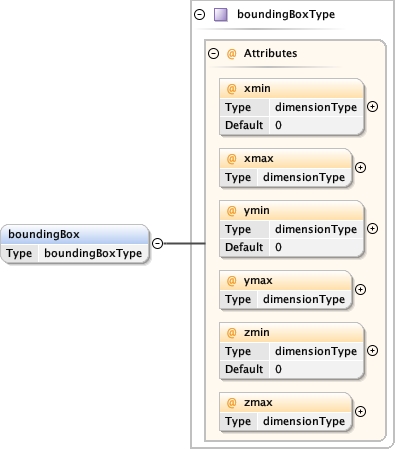 boundingBoxType
@ Attributes
@ xmin
Type dimensionType
Default 0
@ xmax
Type dimensionType
@ ymin
Type dimensionType
Default 0
boundingBox
Type boundingBoxType
@ ymax
Type dimensionType
@ zmin
Type dimensionType
Default 0
@ zmax
Type dimensionType